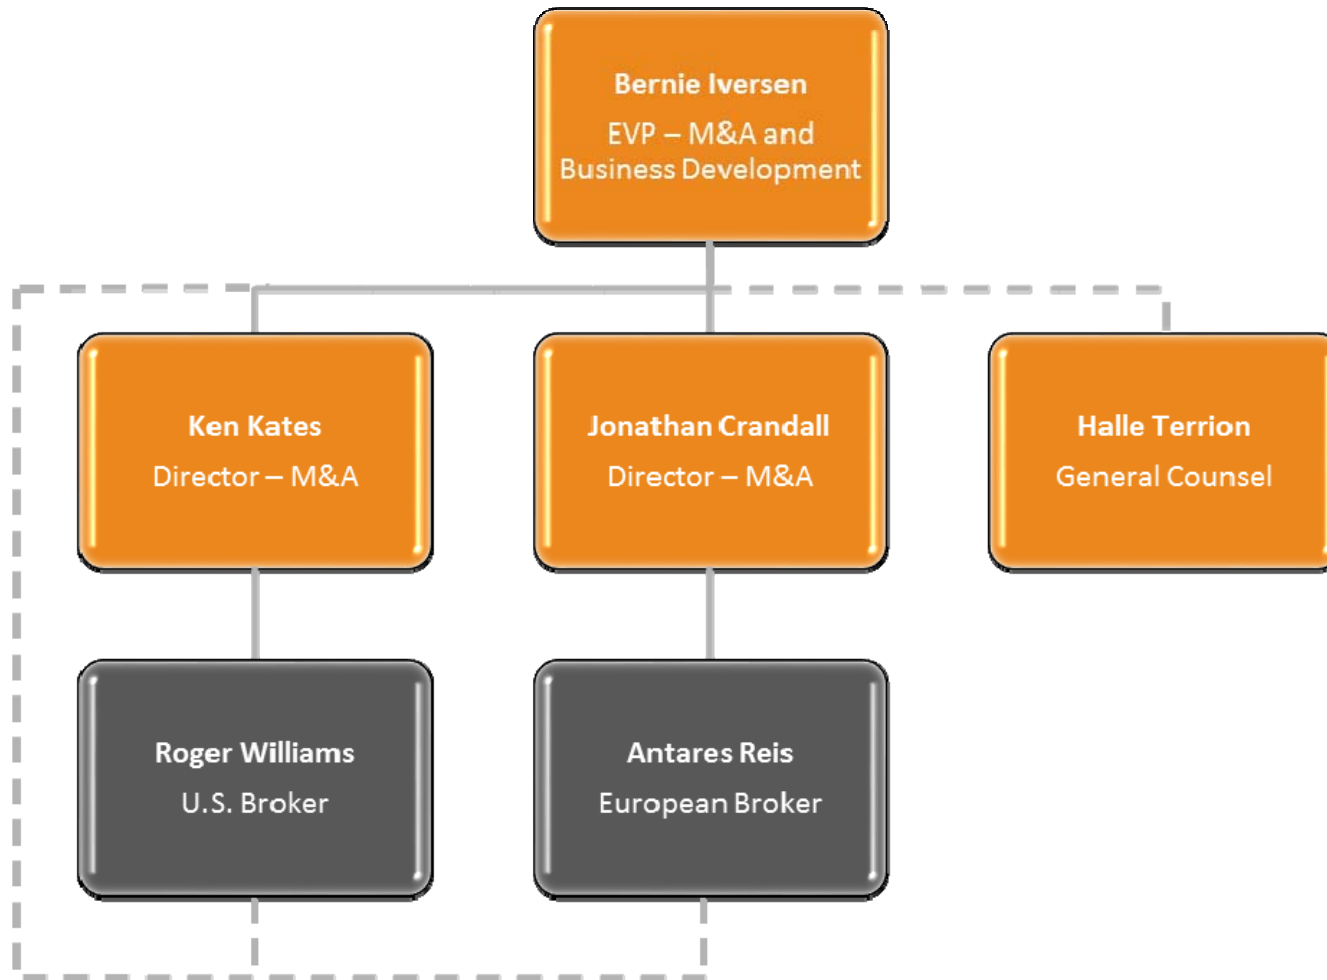 Bernie Iversen
EVP – M&A and
Business Development
Ken Kates
Director – M&A
Jonathan Crandall
Director – M&A
Halle Terrion
General Counsel
Roger Williams
U.S. Broker
Antares Reis
European Broker